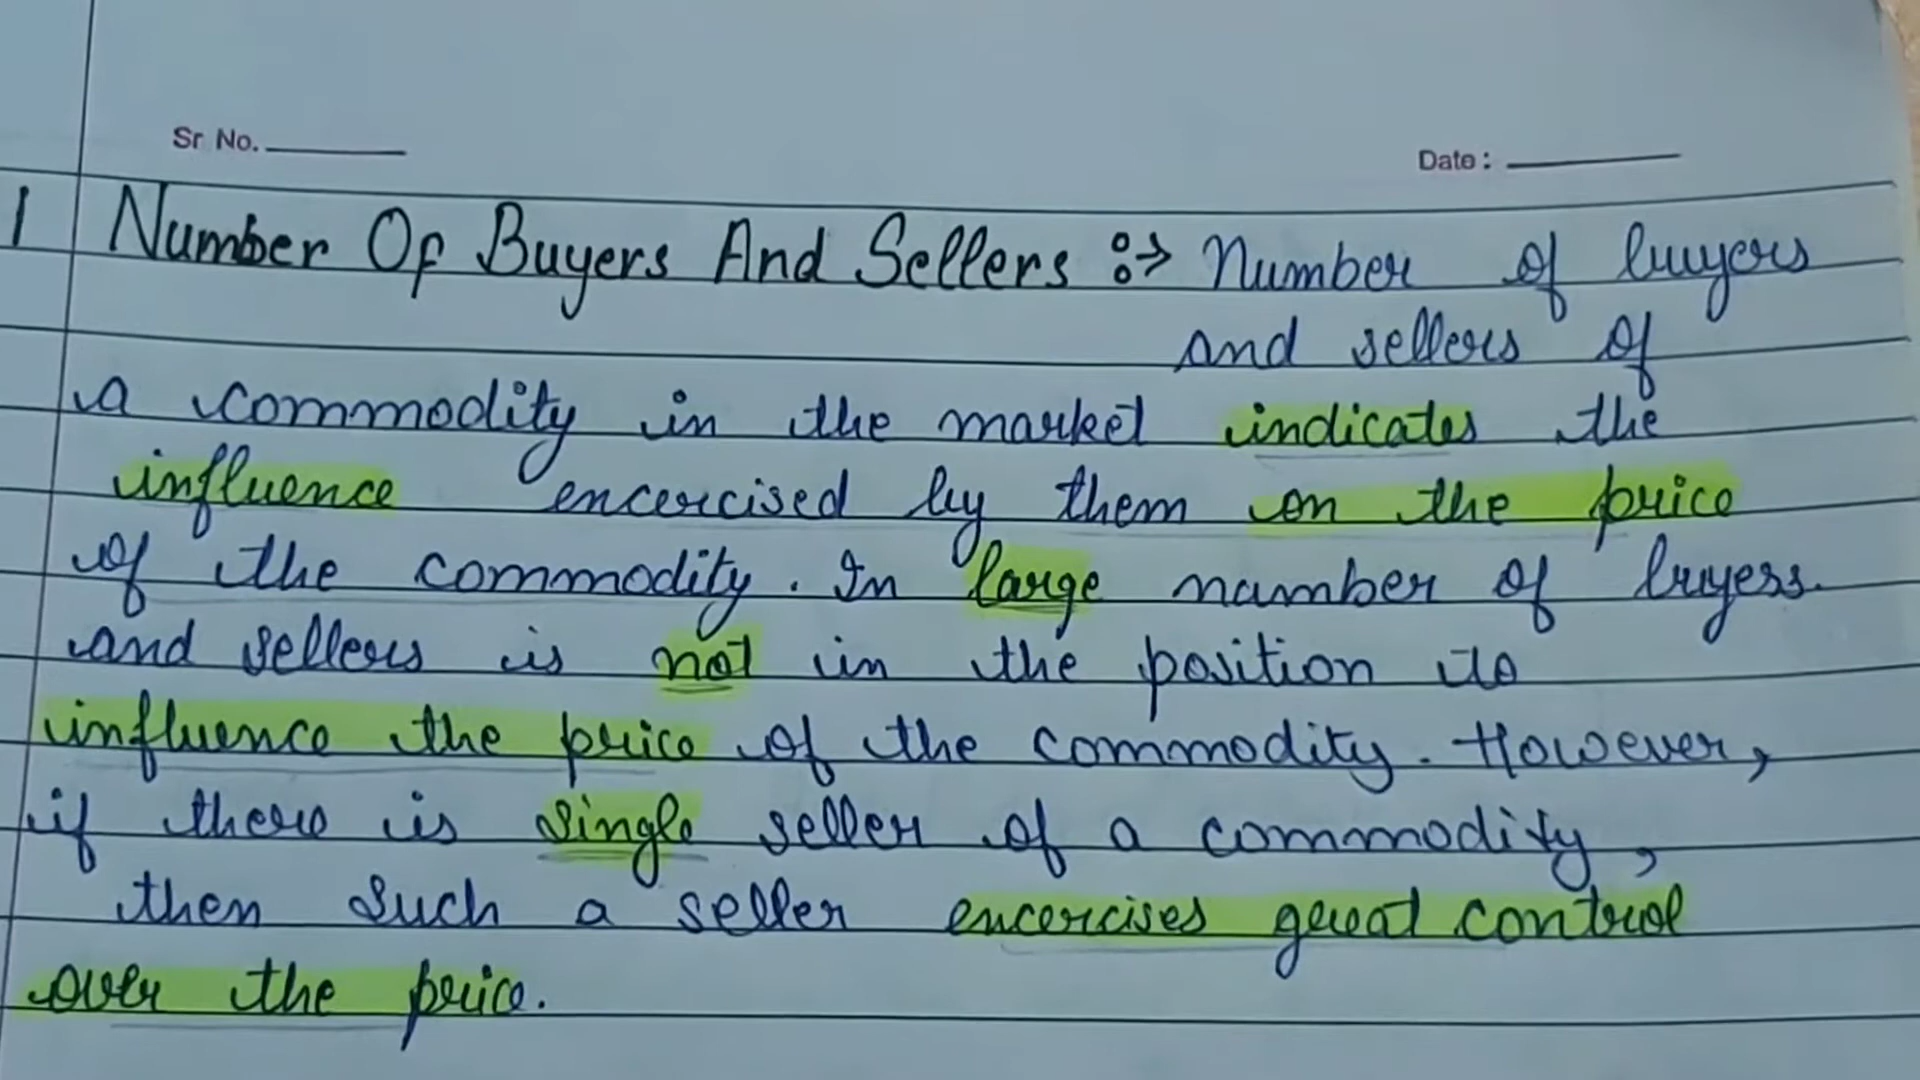 Sr No.
Date:
1 Number Of Buyers And Sellers :→ Number of buyers
and sellers of
a commodity in the market indicates the
influence encercised by them on the price
of the commodity. In large number of buyers
and sellers is not in the position to
influence the price of the commodity. However,
if there is single seller of a commodity,
then such a seller encercises great control
over the price.